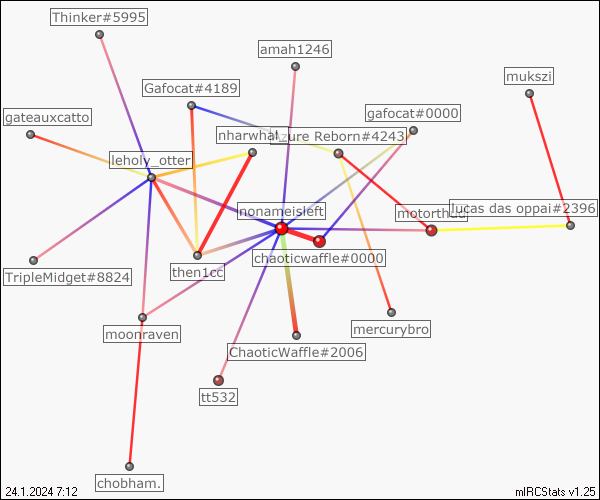 Thinker#5995
amah1246
mukszi
Gafocat#4189
gateauxcatto
gafocat#0000
nharwhal
Azure Reborn#4243
leholy_otter
nonameisleft
motorthud
lucas das oppai#2396
chaoticwaffle#0000
then1cc
TripleMidget#8824
moonraven
mercurybro
ChaoticWaffle#2006
tt532
chobham.
24.1.2024 7:12
mIRCStats v1.25